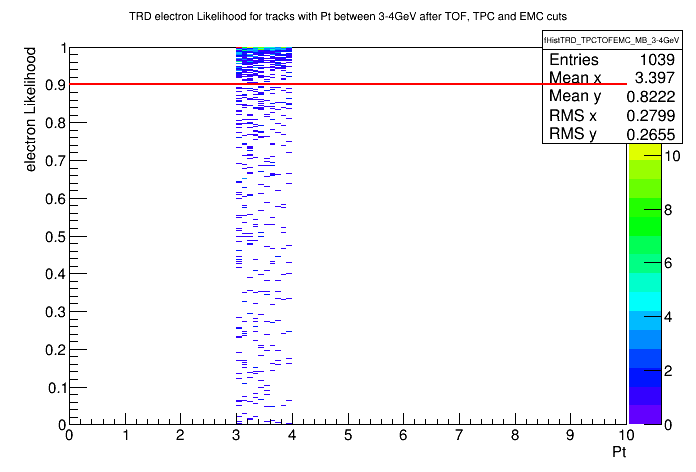 TRD electron Likelihood for tracks with Pt between 3-4GeV after TOF, TPC and EMC cuts
fHistTRD_TPCTOFEMC_MB_3-4GeV
Entries 1039
Mean x 3.397
Mean y 0.8222
RMS x 0.2799
RMS y 0.2655
electron Likelihood
1
0.9
0.8
0.7
0.6
0.5
0.4
0.3
0.2
0.1
0
0 1 2 3 4 5 6 7 8 9 10
Pt
10
8
6
4
2
0